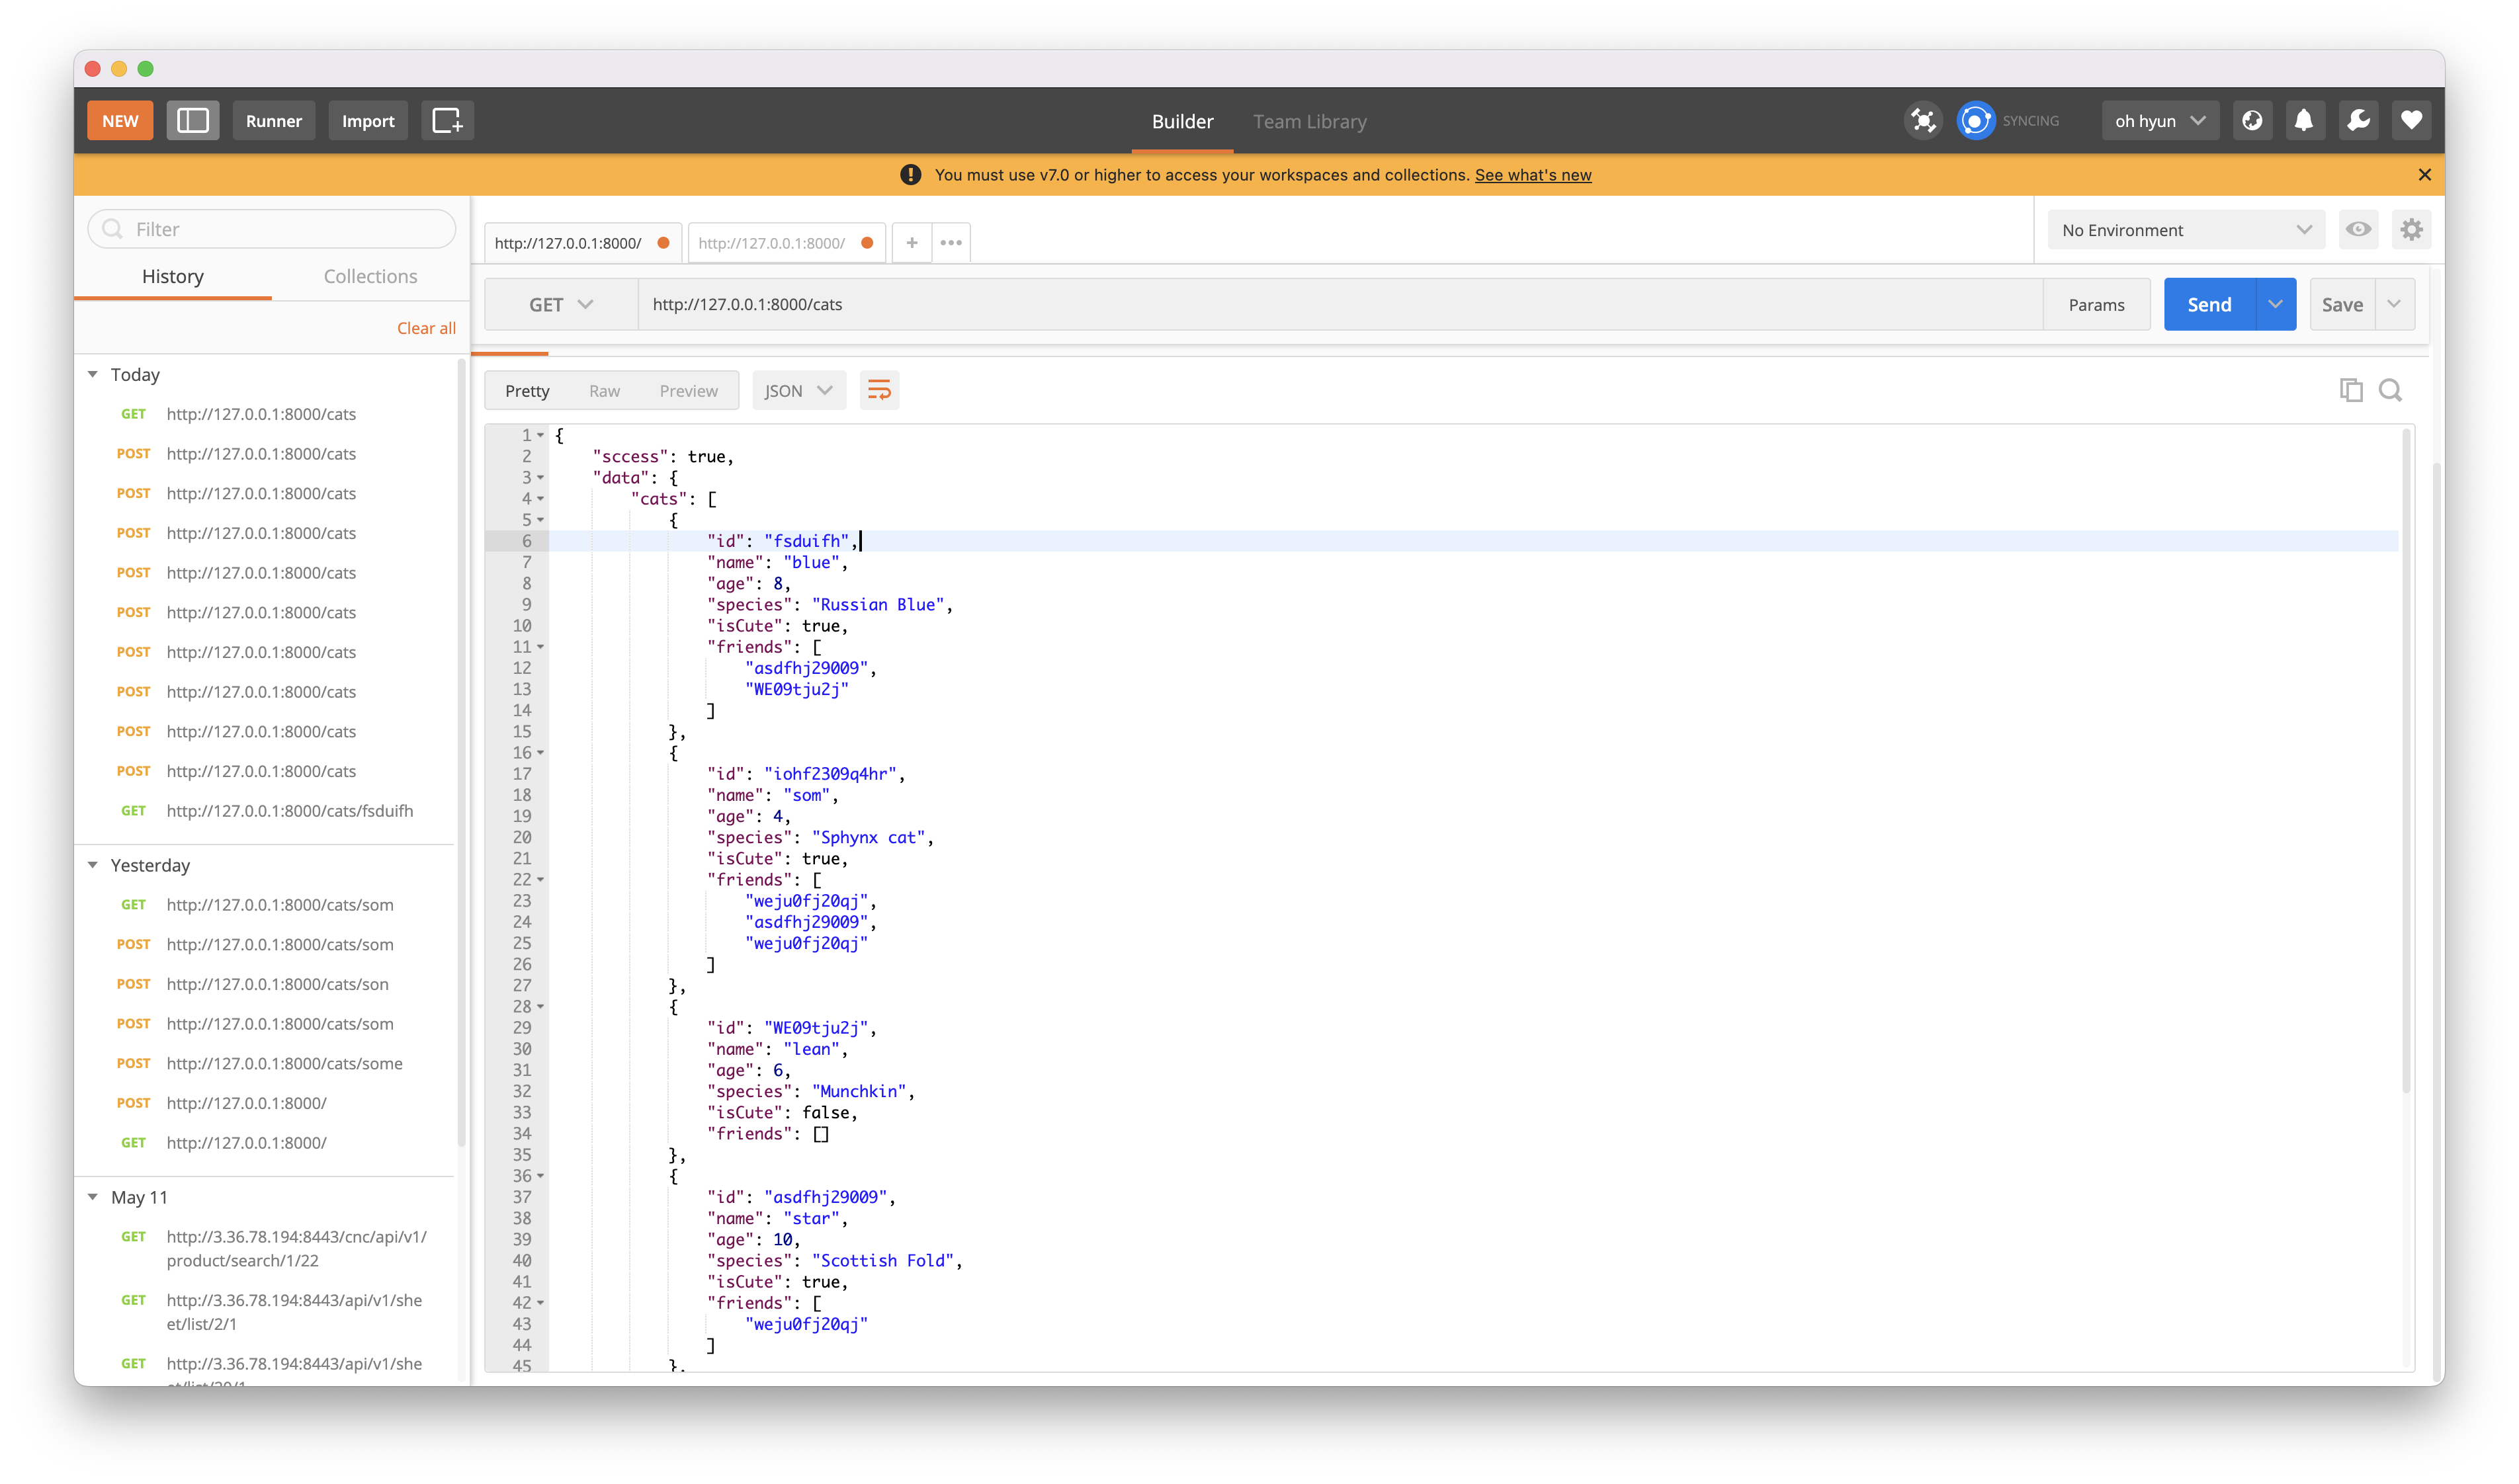 NEW Runner Import Builder Team Library SYNCING oh hyun
You must use v7.0 or higher to access your workspaces and collections. See what's new
Filter
History Collections
Clear all
Today
GET http://127.0.0.1:8000/cats
POST http://127.0.0.1:8000/cats
POST http://127.0.0.1:8000/cats
POST http://127.0.0.1:8000/cats
POST http://127.0.0.1:8000/cats
POST http://127.0.0.1:8000/cats
POST http://127.0.0.1:8000/cats
POST http://127.0.0.1:8000/cats
POST http://127.0.0.1:8000/cats
POST http://127.0.0.1:8000/cats
GET http://127.0.0.1:8000/cats/fsduifh
Yesterday
GET http://127.0.0.1:8000/cats/som
POST http://127.0.0.1:8000/cats/som
POST http://127.0.0.1:8000/cats/son
POST http://127.0.0.1:8000/cats/som
POST http://127.0.0.1:8000/cats/some
POST http://127.0.0.1:8000/
GET http://127.0.0.1:8000/
May 11
GET http://3.36.78.194:8443/cnc/api/v1/
product/search/1/22
GET http://3.36.78.194:8443/api/v1/she
et/list/2/1
GET http://3.36.78.194:8443/api/v1/she
http://127.0.0.1:8000/ http://127.0.0.1:8000/ + ••• No Environment
GET http://127.0.0.1:8000/cats Params Send Save
Pretty Raw Preview JSON
1 {
2 "sccess": true,
3 "data": {
4 "cats": [
5 {
6 "id": "fsduifh",
7 "name": "blue",
8 "age": 8,
9 "species": "Russian Blue",
10 "isCute": true,
11 "friends": [
12 "asdfhj29009",
13 "WE09tju2j"
14 ]
15 },
16 {
17 "id": "iohf2309q4hr",
18 "name": "som",
19 "age": 4,
20 "species": "Sphynx cat",
21 "isCute": true,
22 "friends": [
23 "weju0fj20qj",
24 "asdfhj29009",
25 "weju0fj20qj"
26 ]
27 },
28 {
29 "id": "WE09tju2j",
30 "name": "lean",
31 "age": 6,
32 "species": "Munchkin",
33 "isCute": false,
34 "friends": []
35 },
36 {
37 "id": "asdfhj29009",
38 "name": "star",
39 "age": 10,
40 "species": "Scottish Fold",
41 "isCute": true,
42 "friends": [
43 "weju0fj20qj"
44 ]
45 },